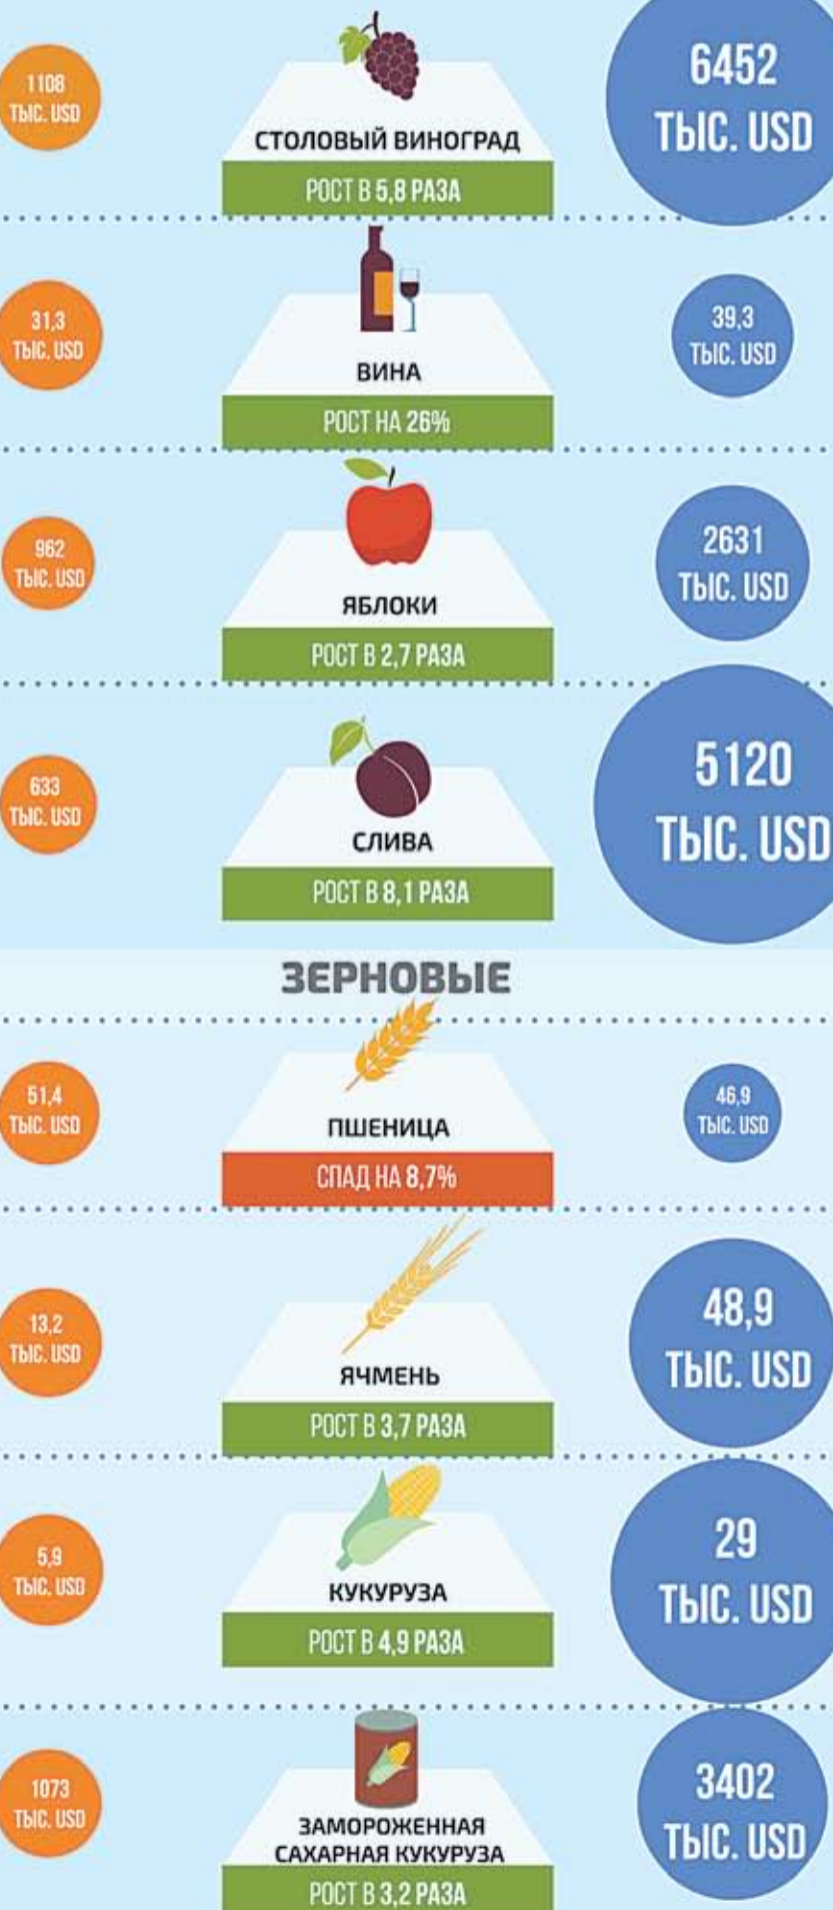 1108
ТЫС. USD
СТОЛОВЫЙ ВИНОГРАД
РОСТ В 5,8 РАЗА
6452
ТЫС. USD
31,3
ТЫС. USD
ВИНА
РОСТ НА 26%
39,3
ТЫС. USD
962
ТЫС. USD
ЯБЛОКИ
РОСТ В 2,7 РАЗА
2631
ТЫС. USD
633
ТЫС. USD
СЛИВА
РОСТ В 8,1 РАЗА
5120
ТЫС. USD
ЗЕРНОВЫЕ
51,4
ТЫС. USD
ПШЕНИЦА
СПАД НА 8,7%
46,9
ТЫС. USD
13,2
ТЫС. USD
ЯЧМЕНЬ
РОСТ В 3,7 РАЗА
48,9
ТЫС. USD
5,9
ТЫС. USD
КУКУРУЗА
РОСТ В 4,9 РАЗА
29
ТЫС. USD
1073
ТЫС. USD
ЗАМОРОЖЕННАЯ
САХАРНАЯ КУКУРУЗА
РОСТ В 3,2 РАЗА
3402
ТЫС. USD